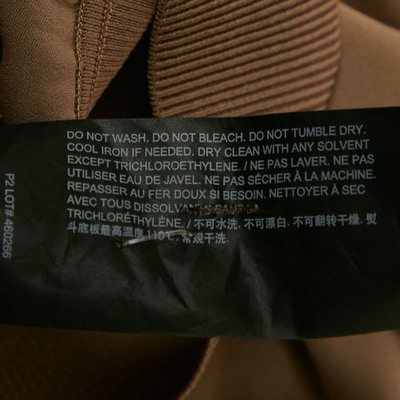 DO NOT WASH. DO NOT BLEACH. DO NOT TUMBLE DRY.
COOL IRON IF NEEDED. DRY CLEAN WITH ANY SOLVENT
EXCEPT TRICHLOROETHYLENE. / NE PAS LAVER. NE PAS
UTILISER EAU DE JAVEL. NE PAS SÉCHER À LA MACHINE.
REPASSER AU FER DOUX SI BESOIN. NETTOYER À SEC
AVEC TOUS DISSOLVANTS SAUF
TRICHLORÉTHYLÈNE. / 不可水洗. 不可漂白. 不可翻转干燥. 熨
斗底板最高温度 110℃. 常规干洗.
P2 LOT# 460266